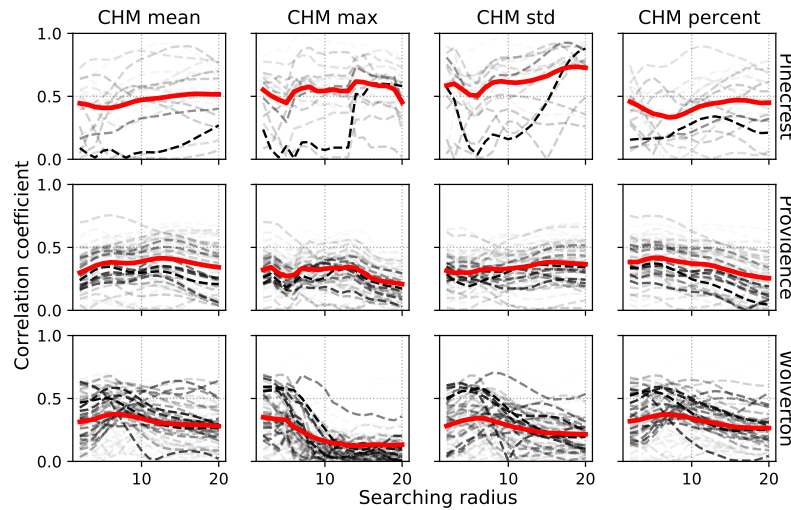 CHM mean CHM max CHM std CHM percent
1.0
0.5
0.0
Pinecrest
1.0
0.5
0.0
Providence
1.0
0.5
0.0
Wolverton
10 20 10 20 10 20 10 20
Correlation coefficient
Searching radius